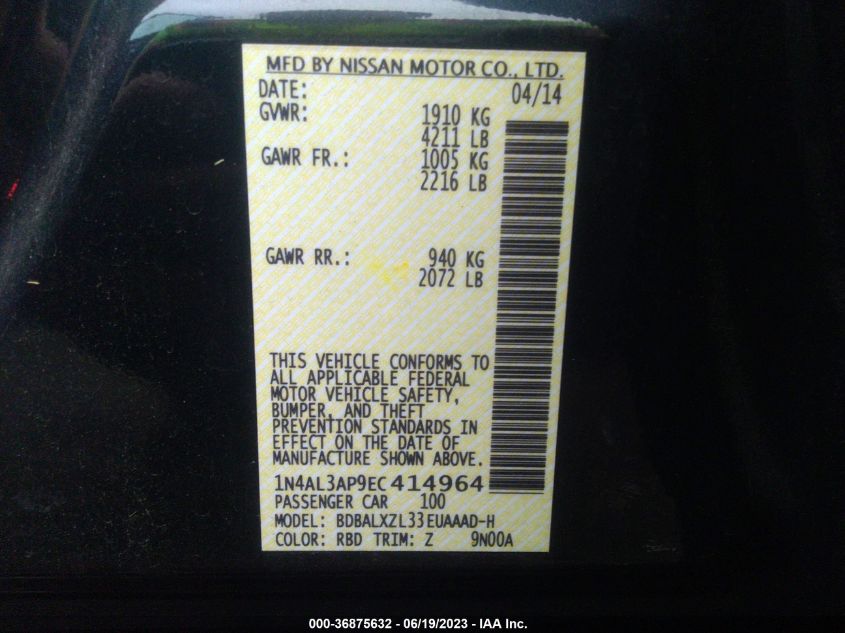 MFD BY NISSAN MOTOR CO., LTD.
DATE: 04/14
GVWR: 1910 KG
4211 LB
GAWR FR.: 1005 KG
2216 LB
GAWR RR.: 940 KG
2072 LB
THIS VEHICLE CONFORMS TO
ALL APPLICABLE FEDERAL
MOTOR VEHICLE SAFETY,
BUMPER, AND THEFT
PREVENTION STANDARDS IN
EFFECT ON THE DATE OF
MANUFACTURE SHOWN ABOVE.
1N4AL3AP9EC414964
PASSENGER CAR 100
MODEL: BDBALXZL33EUAAAD-H
COLOR: RBD TRIM: Z 9N00A
000-36875632 - 06/19/2023 - IAA Inc.